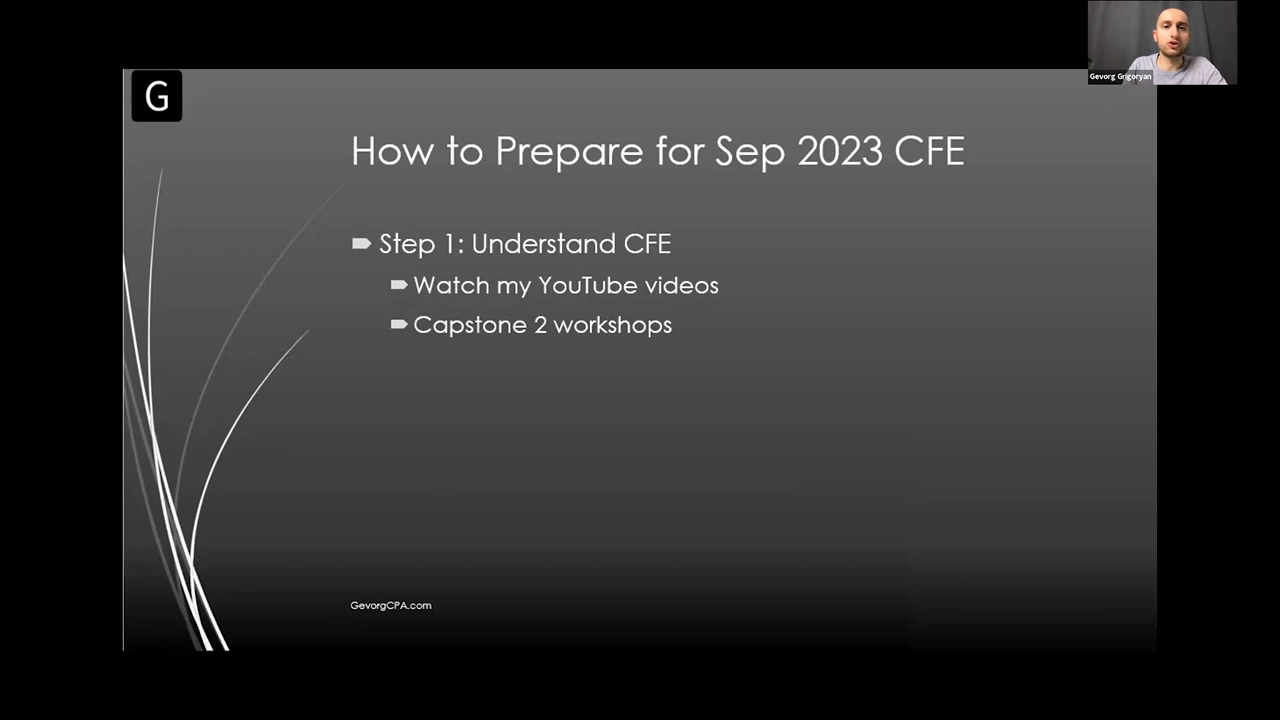 G
Gevorg Grigoryan
How to Prepare for Sep 2023 CFE
Step 1: Understand CFE
Watch my YouTube videos
Capstone 2 workshops
GevorgCPA.com